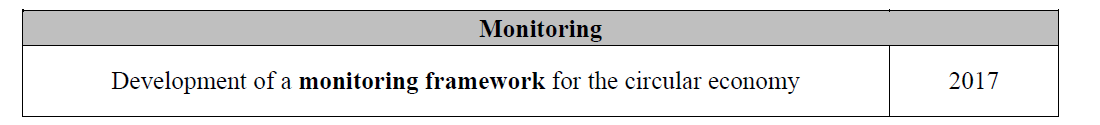 Monitoring
Development of a monitoring framework for the circular economy 2017